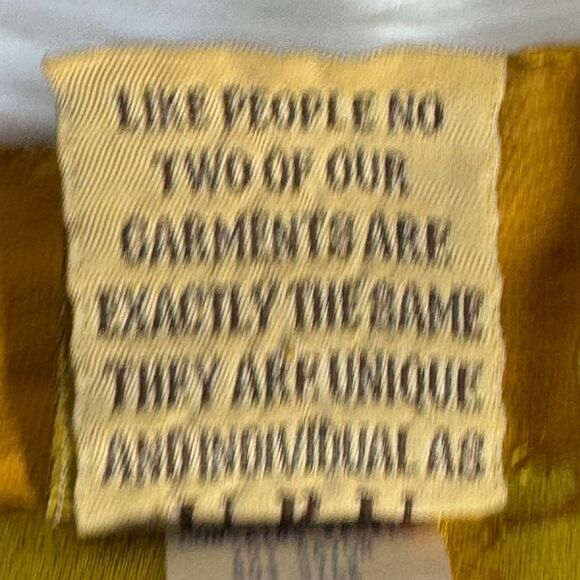 LIKE PEOPLE NO
TWO OF OUR
GARMENTS ARE
EXACTLY THE SAME
THEY ARE UNIQUE
AND INDIVIDUAL AS